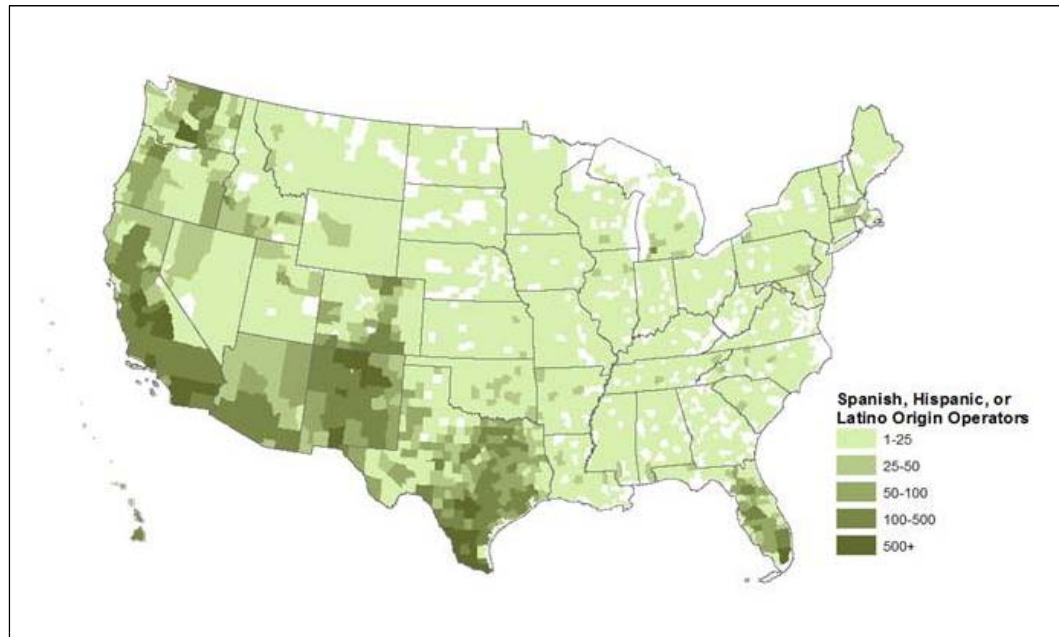 Spanish, Hispanic, or
Latino Origin Operators
1-25
25-50
50-100
100-500
500+